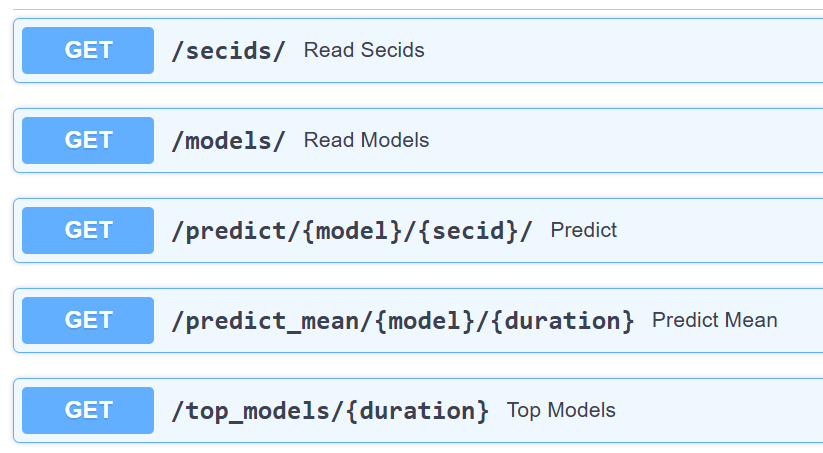 GET /secids/ Read Secids
GET /models/ Read Models
GET /predict/{model}/{secid}/ Predict
GET /predict_mean/{model}/{duration} Predict Mean
GET /top_models/{duration} Top Models